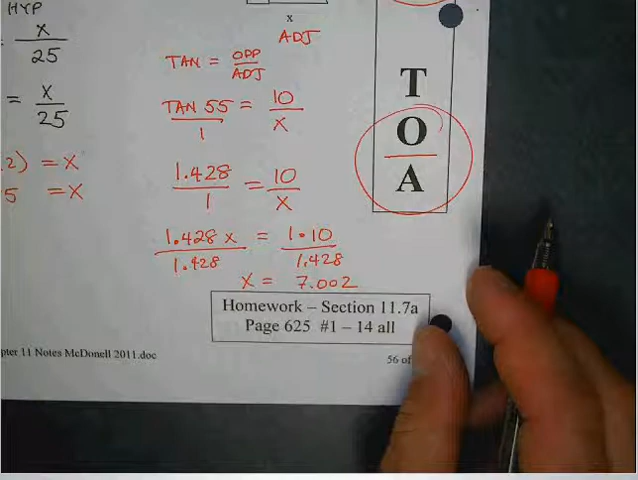 HYP
= X
25
= X
25
2) = X
5 = X
x
ADJ
TAN = OPP
ADJ
TAN 55 = 10
1 X
1.428 = 10
1 X
1.428 X = 1•10
1.428 1.428
X = 7.002
T
O
A
Homework – Section 11.7a
Page 625 #1 – 14 all
pter 11 Notes McDonell 2011.doc
56 of